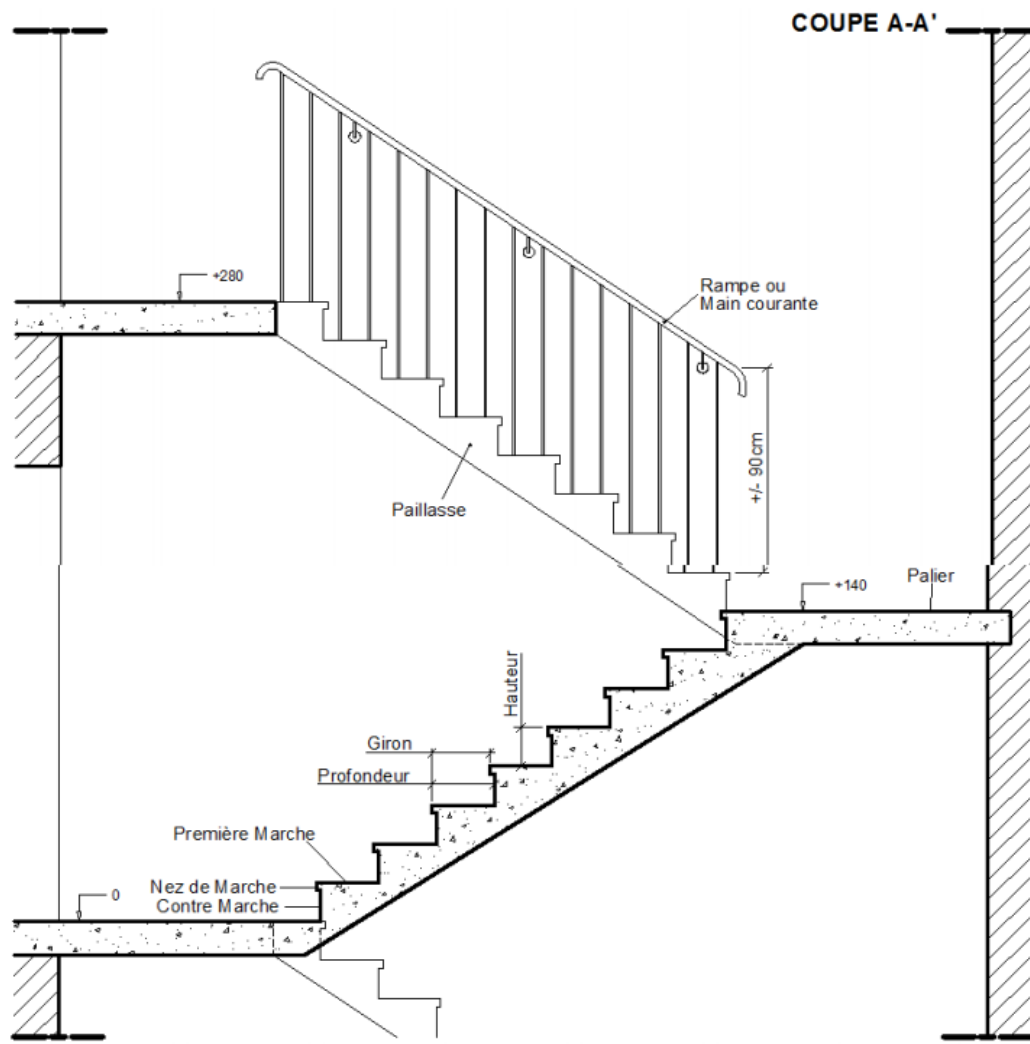 COUPE A-A'
+280
Rampe ou
Main courante
+/- 90cm
Paillasse
+140
Palier
Hauteur
Giron
Profondeur
Première Marche
Nez de Marche
Contre Marche
0